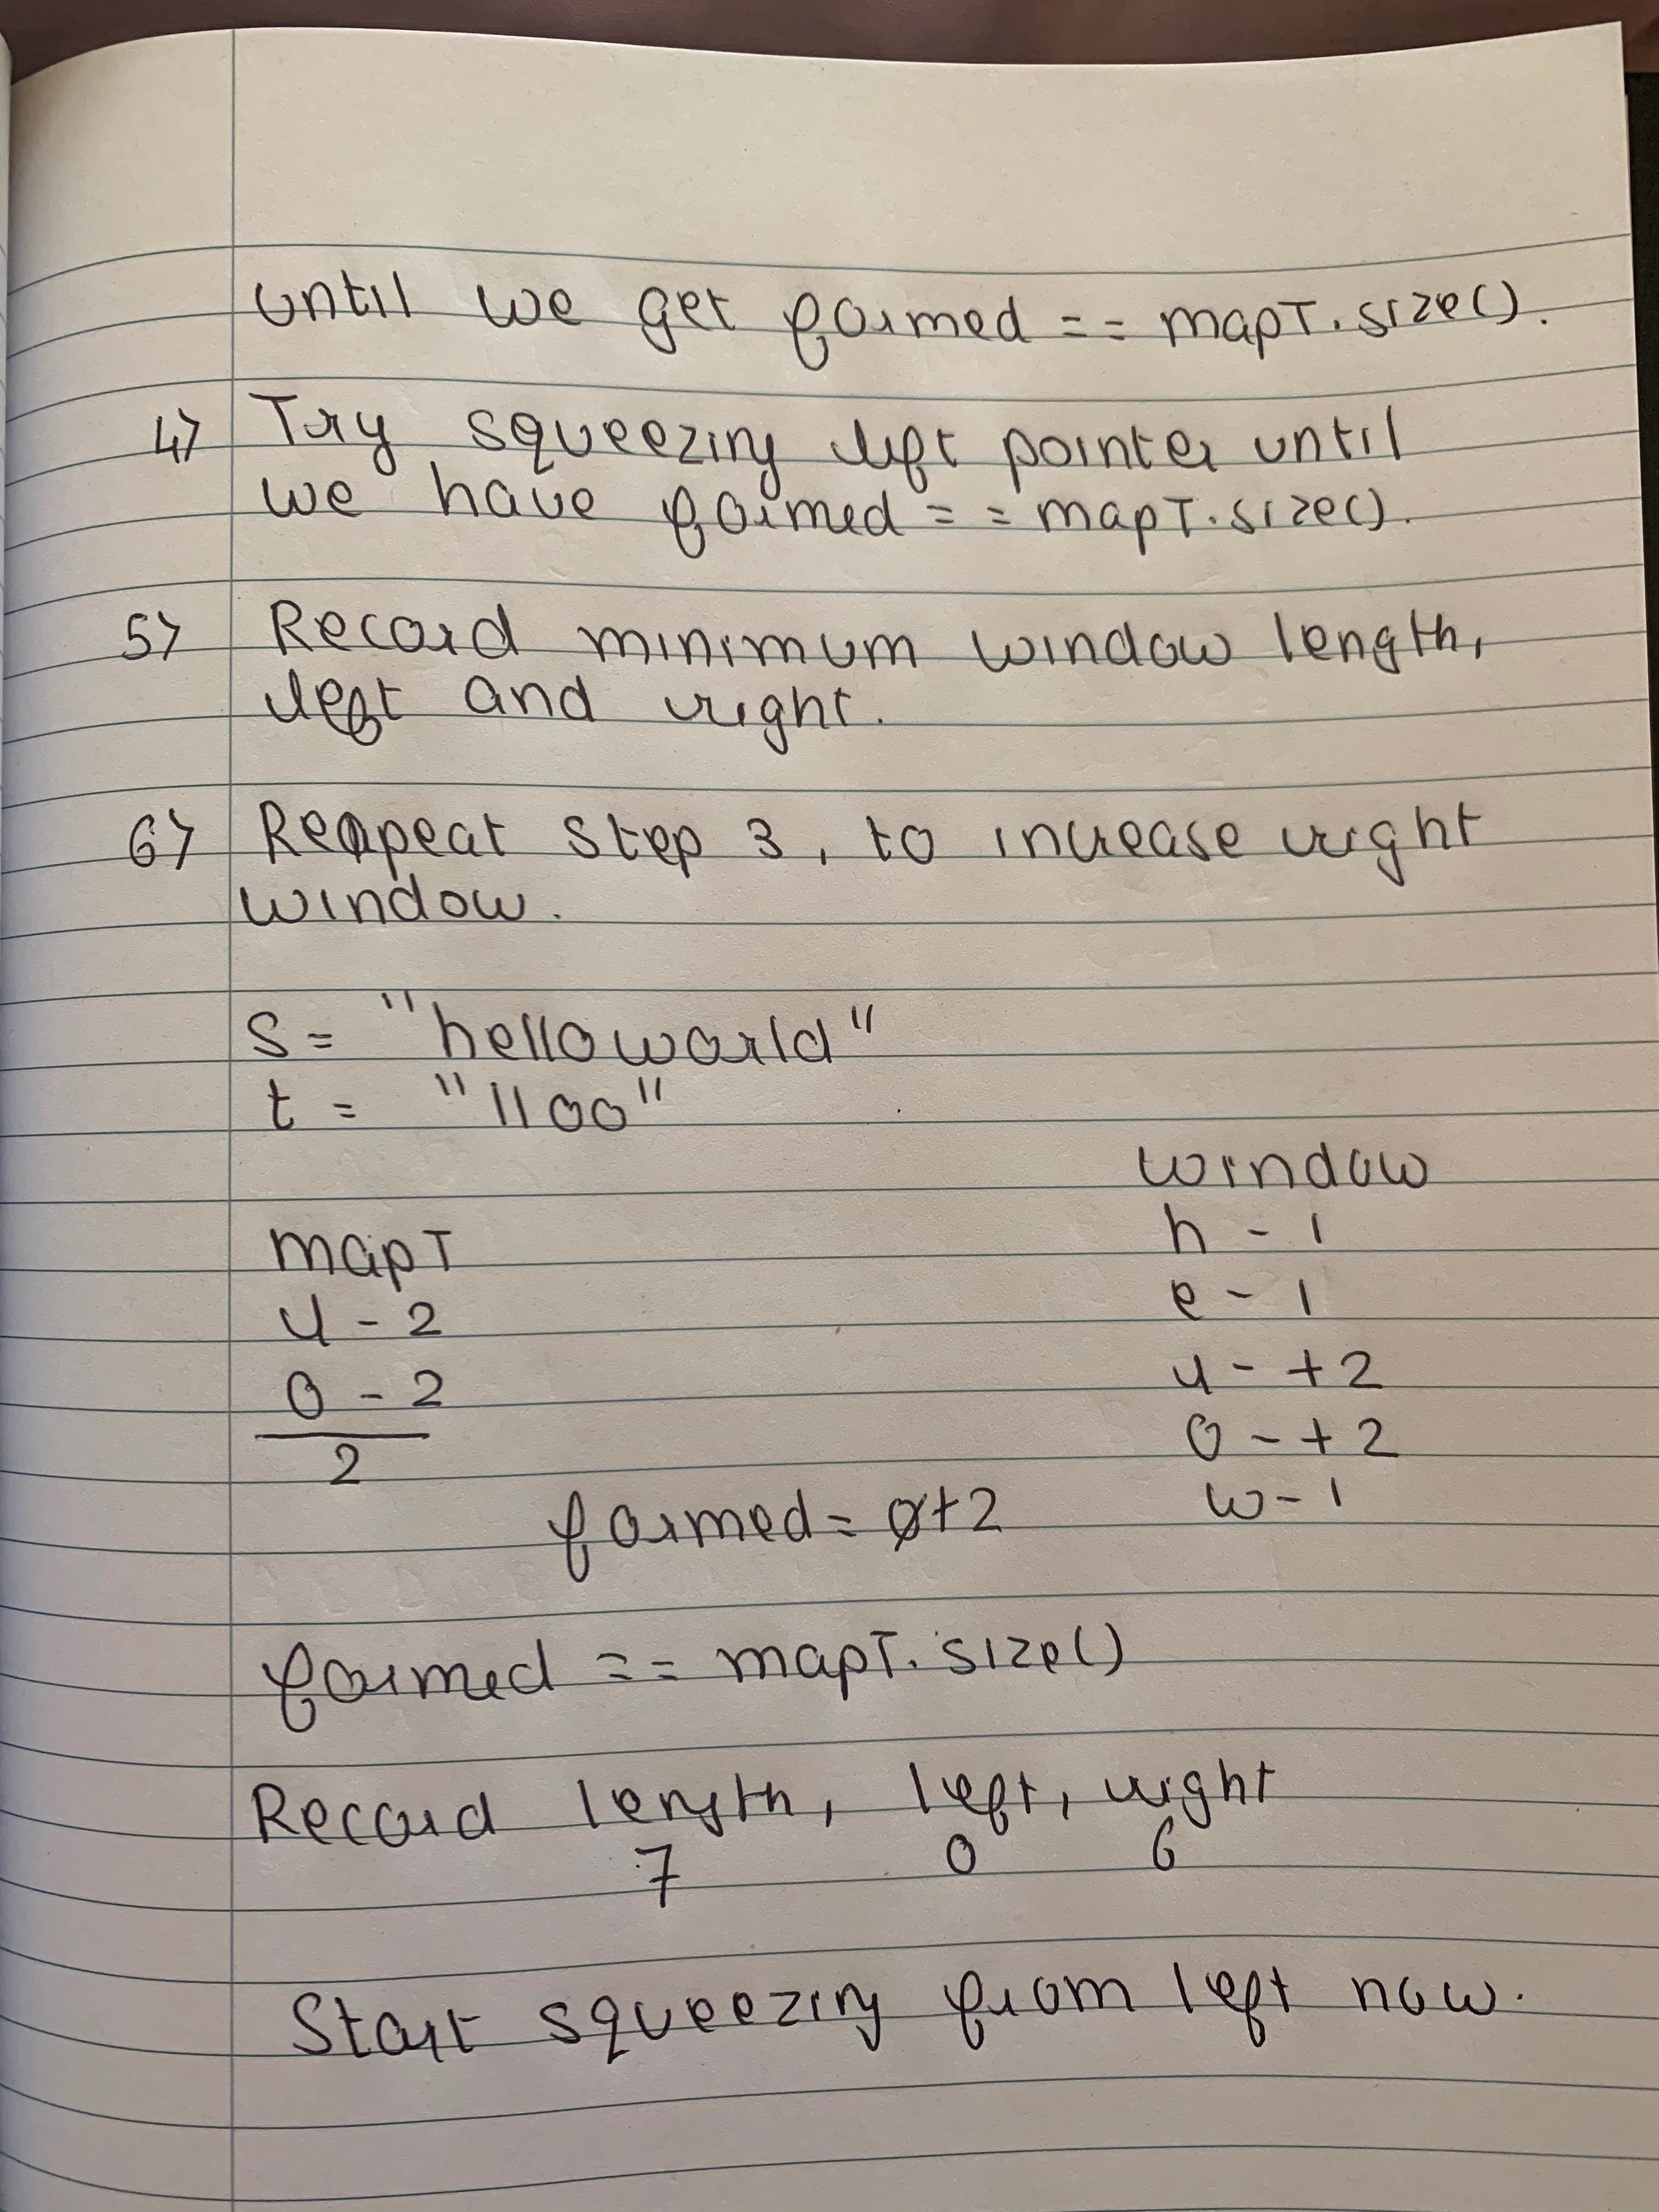 until we get formed == mapT.size().
4> Try squeezing left pointer until
we have formed == mapT.size().
5> Record minimum window length,
left and right.
6> Repeat step 3, to increase right
window.
s= "helloworld"
t = "lloo"
window
h - 1
mapT
e - 1
l - 2
l - 1 2
o - 2
o - 1 2
2
w - 1
formed = 0 1 2
formed == mapT.size()
Record length, left, right
7 0 6
Start squeezing from left now.